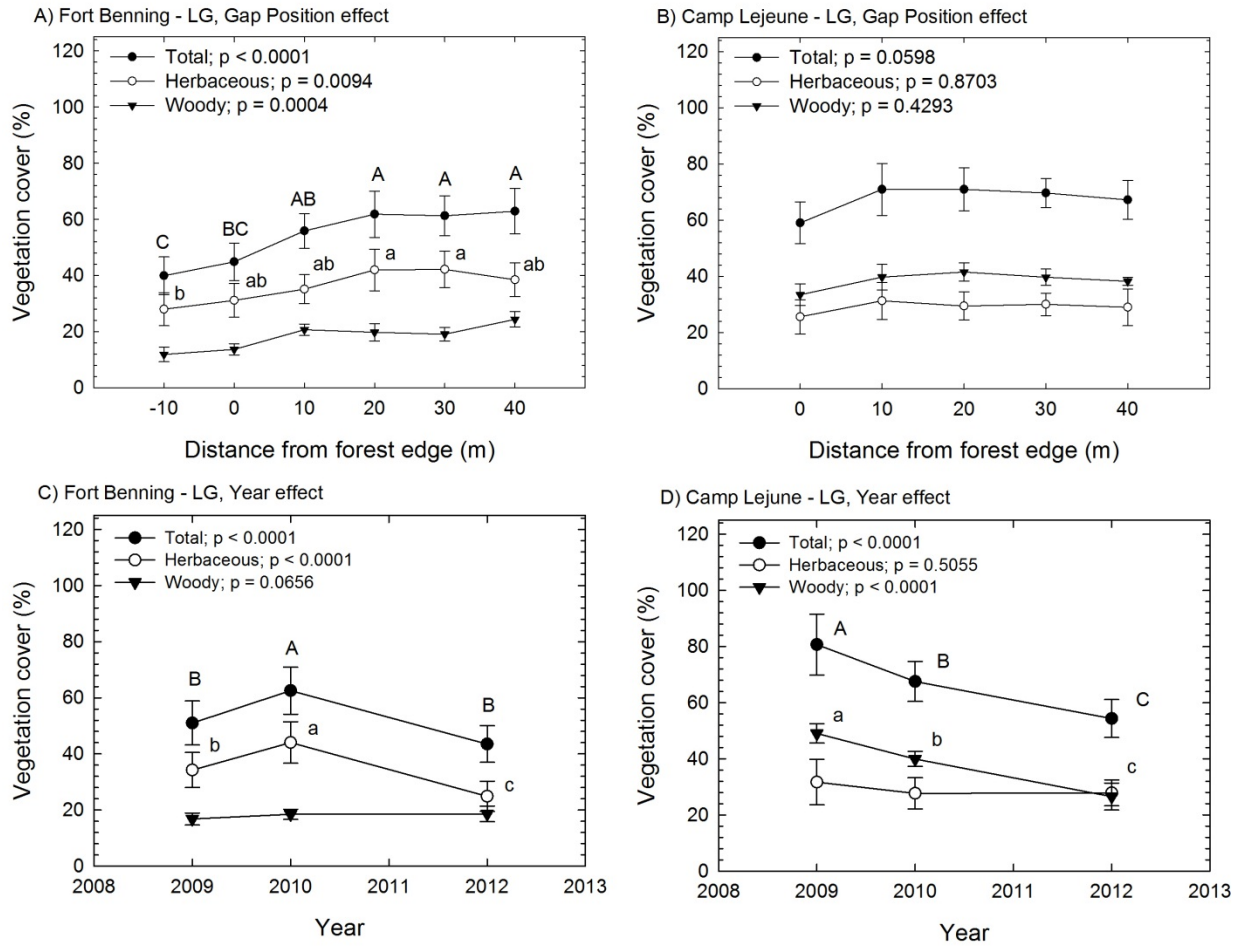 A) Fort Benning - LG, Gap Position effect
Vegetation cover (%)
120
100
80
60
40
20
0
Total; p < 0.0001
Herbaceous; p = 0.0094
Woody; p = 0.0004
C
BC
AB
A
A
A
b
ab
ab
a
a
ab
-10
0
10
20
30
40
Distance from forest edge (m)
B) Camp Lejeune - LG, Gap Position effect
Vegetation cover (%)
120
100
80
60
40
20
0
Total; p = 0.0598
Herbaceous; p = 0.8703
Woody; p = 0.4293
0
10
20
30
40
Distance from forest edge (m)
C) Fort Benning - LG, Year effect
Vegetation cover (%)
120
100
80
60
40
20
0
Total; p < 0.0001
Herbaceous; p < 0.0001
Woody; p = 0.0656
B
A
B
b
a
c
2008
2009
2010
2011
2012
2013
Year
D) Camp Lejune - LG, Year effect
Vegetation cover (%)
120
100
80
60
40
20
0
Total; p < 0.0001
Herbaceous; p = 0.5055
Woody; p < 0.0001
A
B
C
a
b
c
2008
2009
2010
2011
2012
2013
Year